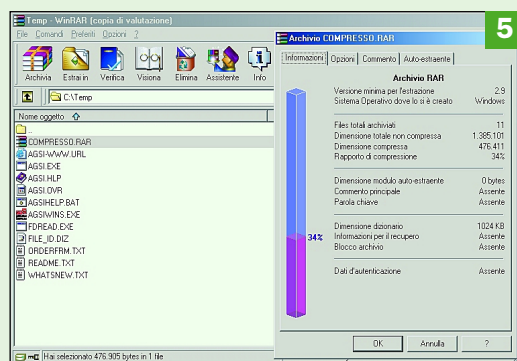 Temp - WinRAR (copia di valutazione)
File Comandi Preferiti Opzioni ?
Archivia Estrai in Verifica Visiona Elimina Assistente Info
C:\Temp
Nome oggetto
..
COMPRESSO.RAR
AGSI-WWW.URL
AGSI.EXE
AGSI.HLP
AGSI.OVR
AGSIHELP.BAT
AGSIWINS.EXE
FDREAD.EXE
FILE_ID.DIZ
ORDERFRM.TXT
README.TXT
WHATSNEW.TXT
Hai selezionato 476.905 bytes in 1 file
5
Archivio COMPRESSO.RAR
Informazioni Opzioni Commento Auto-estraente
Archivio RAR
Versione minima per l'estrazione 2.9
Sistema Operativo dove lo si è creato Windows
Files totali archiviati 11
Dimensione totale non compressa 1.385.101
Dimensione compressa 476.411
Rapporto di compressione 34%
Dimensione modulo auto-estraente 0 bytes
Commento principale Assente
Parola chiave Assente
34%
Dimensione dizionario 1024 KB
Informazioni per il recupero Assente
Blocco archivio Assente
Dati d'autenticazione Assente
OK Annulla ?